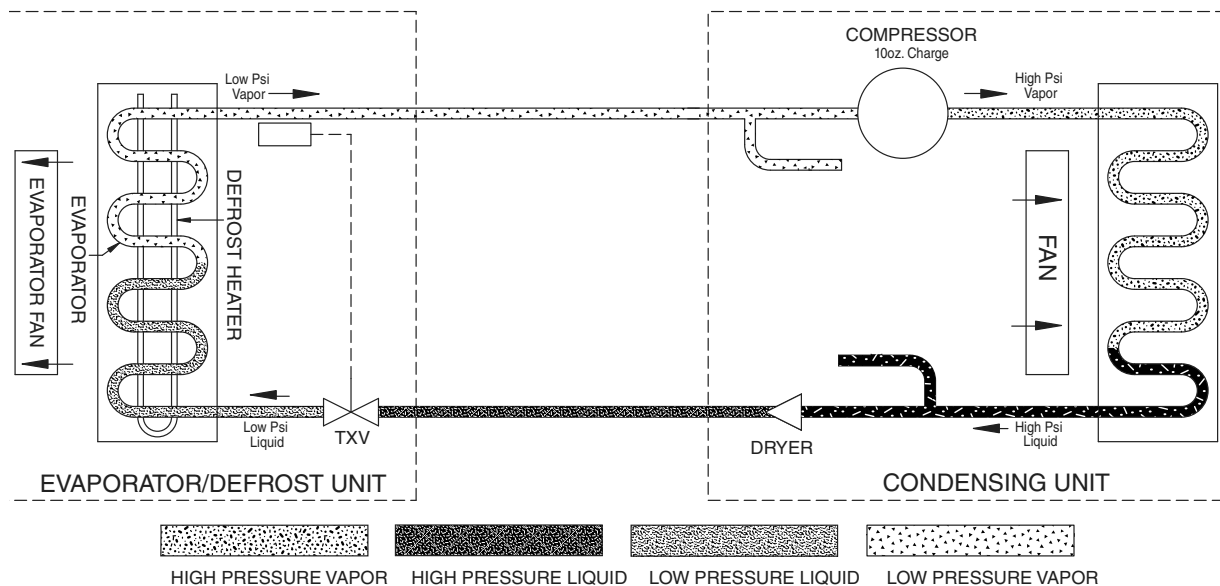 COMPRESSOR
10oz. Charge
Low Psi
Vapor
High Psi
Vapor
EVAPORATOR FAN
EVAPORATOR
DEFROST HEATER
FAN
Low Psi
Liquid
TXV
DRYER
High Psi
Liquid
EVAPORATOR/DEFROST UNIT
CONDENSING UNIT
HIGH PRESSURE VAPOR
HIGH PRESSURE LIQUID
LOW PRESSURE LIQUID
LOW PRESSURE VAPOR